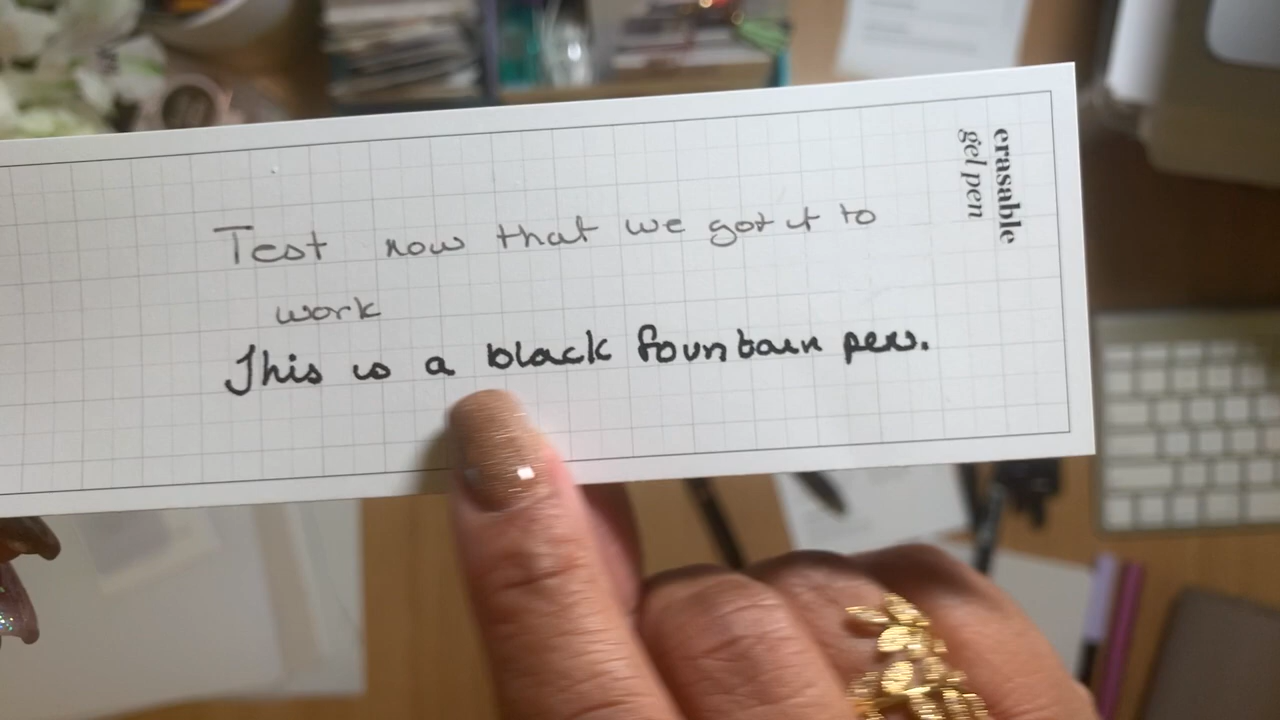 erasable
gel pen
Test now that we got it to
work
This is a black fountain pen.